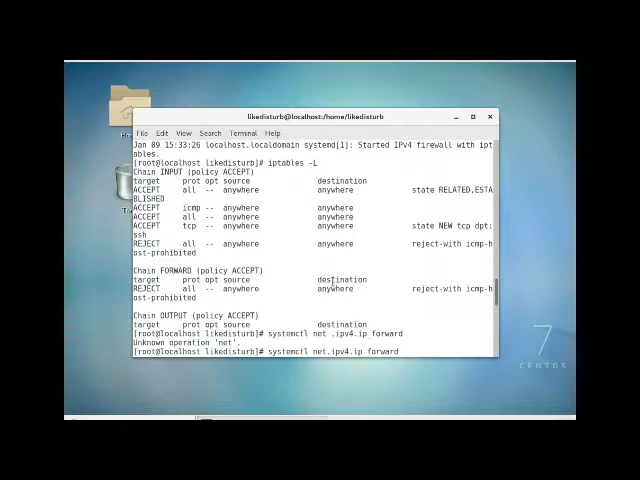 likedisturb@localhost:/home/likedisturb
File Edit View Search Terminal Help
Jan 09 15:33:26 localhost.localdomain systemd[1]: Started IPv4 firewall with ipt
ables.
[root@localhost likedisturb]# iptables -L
Chain INPUT (policy ACCEPT)
target prot opt source destination
ACCEPT all -- anywhere anywhere state RELATED,ESTA
BLISHED
ACCEPT icmp -- anywhere anywhere
ACCEPT all -- anywhere anywhere
ACCEPT tcp -- anywhere anywhere state NEW tcp dpt:
ssh
REJECT all -- anywhere anywhere reject-with icmp-h
ost-prohibited
Chain FORWARD (policy ACCEPT)
target prot opt source destination
REJECT all -- anywhere anywhere reject-with icmp-h
ost-prohibited
Chain OUTPUT (policy ACCEPT)
target prot opt source destination
[root@localhost likedisturb]# systemctl net .ipv4.ip_forward
Unknown operation 'net'.
[root@localhost likedisturb]# systemctl net.ipv4.ip_forward
7
CENTOS